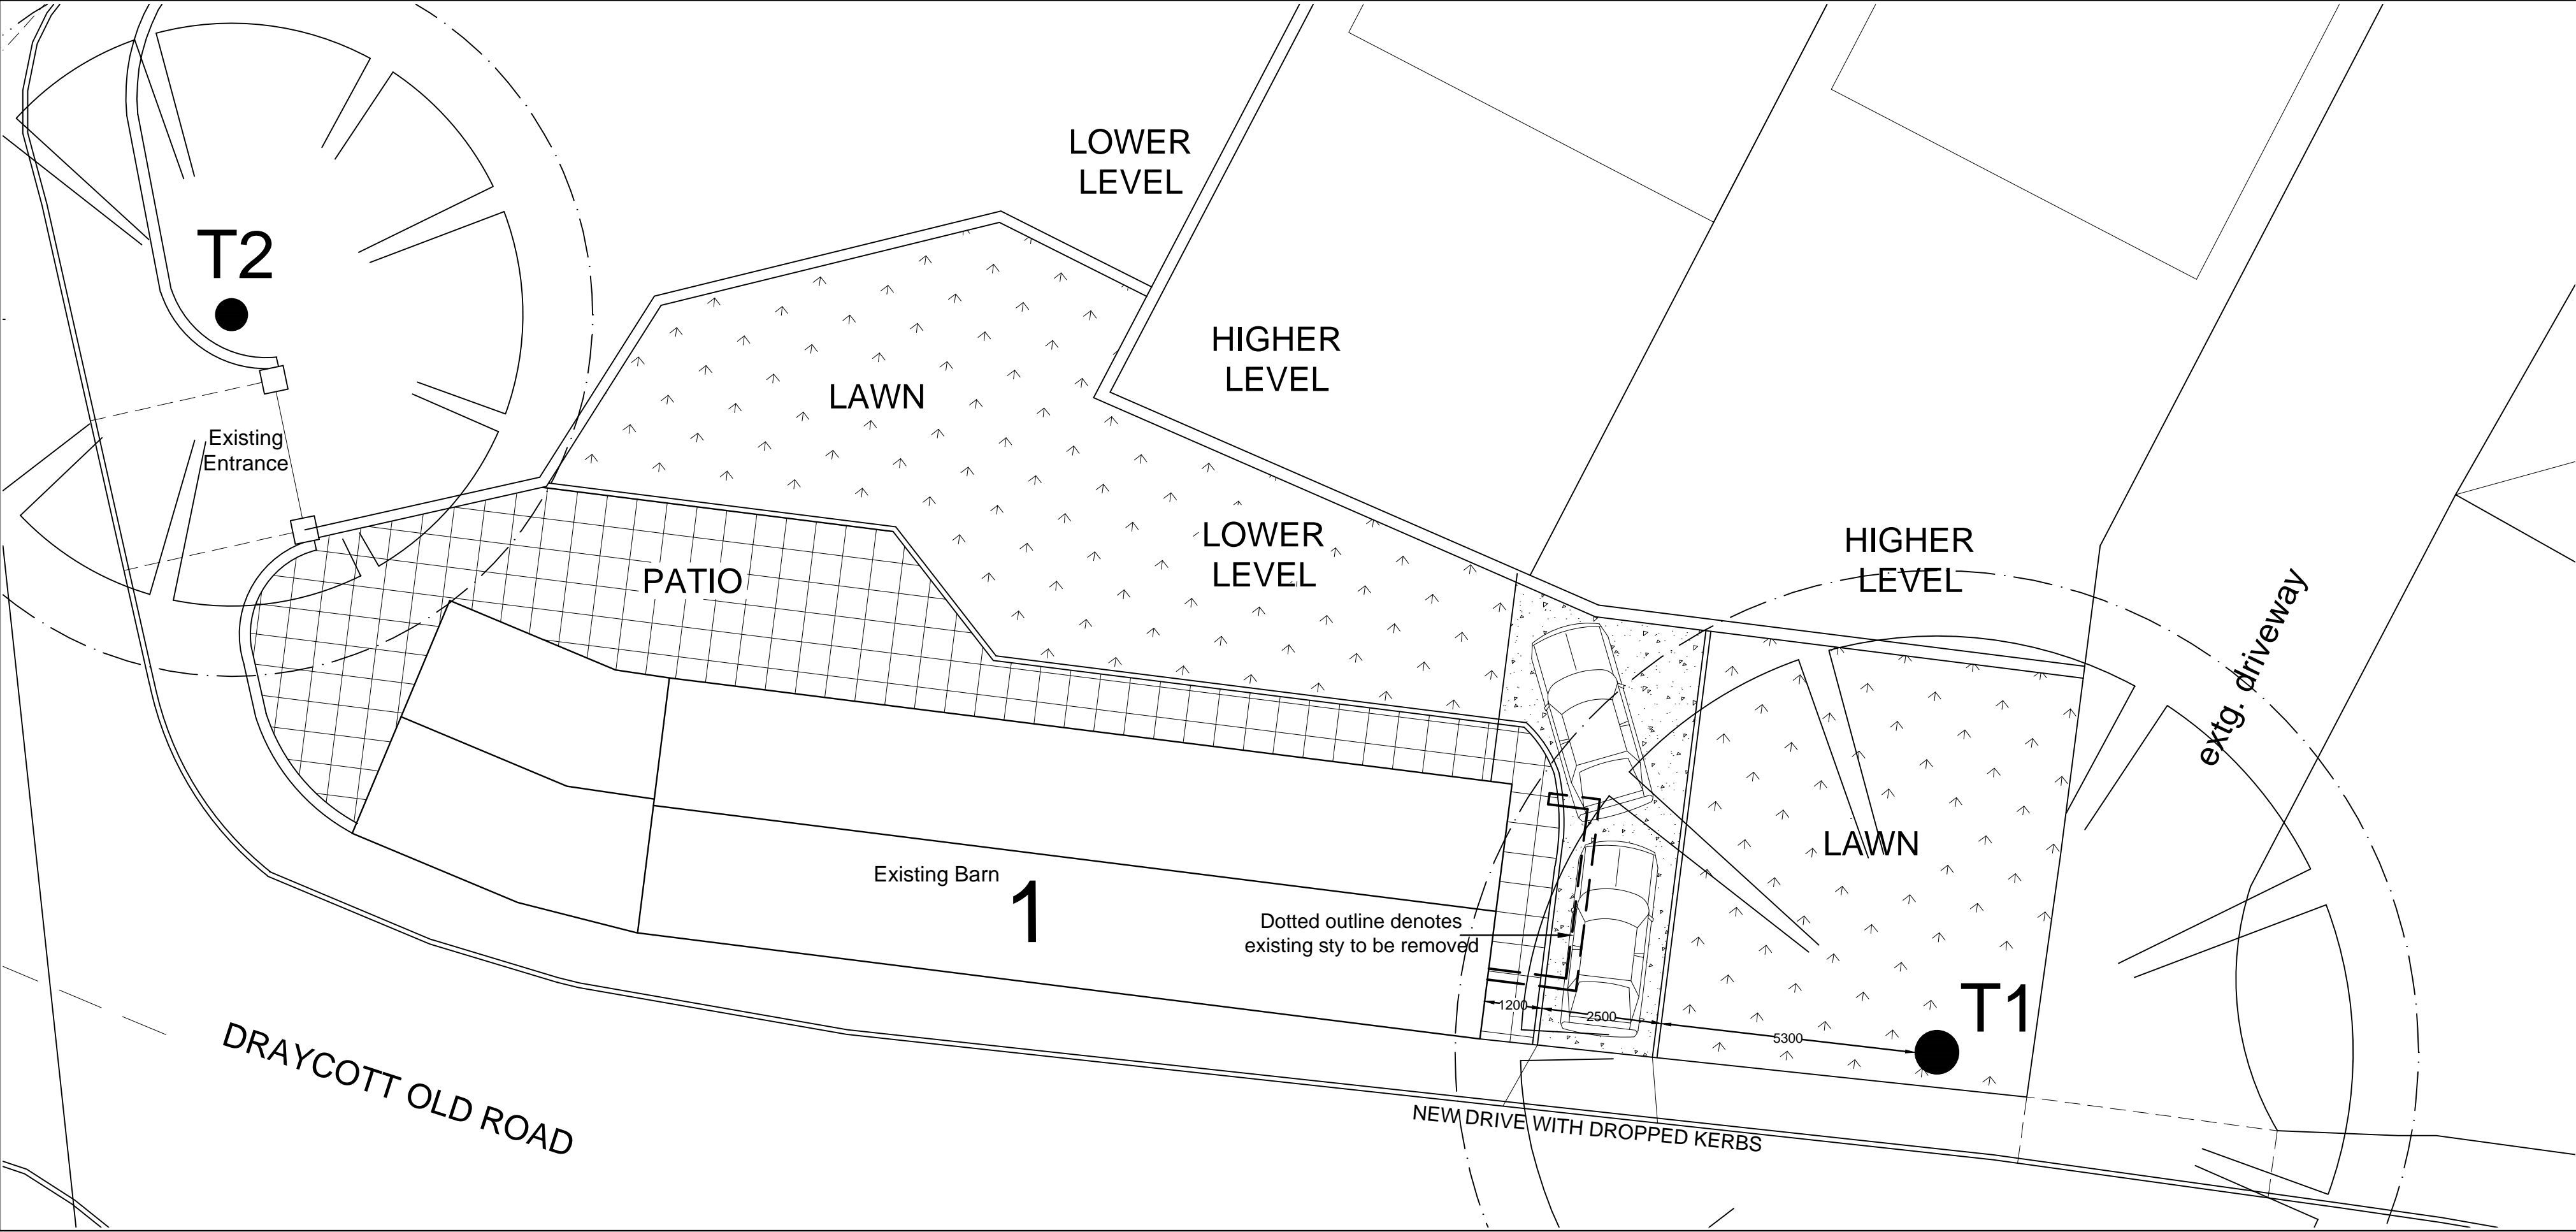 LOWER
LEVEL
T2
HIGHER
LEVEL
LAWN
Existing
Entrance
LOWER
LEVEL
HIGHER
LEVEL
PATIO
extg. driveway
LAWN
Existing Barn
1
Dotted outline denotes
existing sty to be removed
T1
1200
2500
5300
DRAYCOTT OLD ROAD
NEW DRIVE WITH DROPPED KERBS